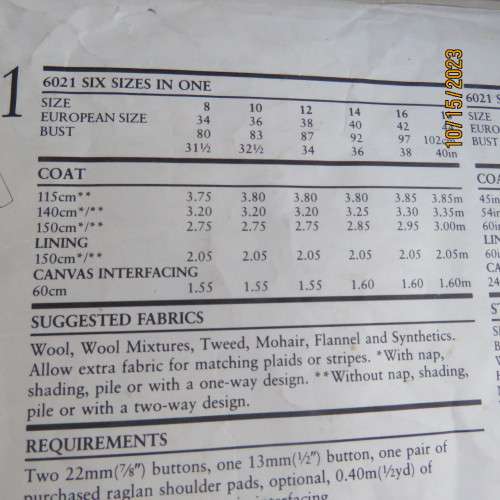 1
10/15/2023
6021 SIX SIZES IN ONE
SIZE 8 10 12 14 16
EUROPEAN SIZE 34 36 38 40 42
BUST 80 83 87 92 97 102cm
31½ 32½ 34 36 38 40in
COAT
115cm** 3.75 3.80 3.80 3.80 3.85 3.85m
140cm*/** 3.20 3.20 3.20 3.25 3.30 3.35m
150cm*/** 2.75 2.75 2.75 2.85 2.95 3.00m
LINING
150cm*/** 2.05 2.05 2.05 2.05 2.05 2.05m
CANVAS INTERFACING
60cm 1.55 1.55 1.55 1.60 1.60 1.60m
SUGGESTED FABRICS
Wool, Wool Mixtures, Tweed, Mohair, Flannel and Synthetics.
Allow extra fabric for matching plaids or stripes. *With nap,
shading, pile or with a one-way design. **Without nap, shading,
pile or with a two-way design.
REQUIREMENTS
Two 22mm(⅞") buttons, one 13mm(½") button, one pair of
purchased raglan shoulder pads, optional, 0.40m(½yd) of
interfacing
6021
SIZE
EURO
BUST
COA
45in
54in
60in
LIN
60
CA
24